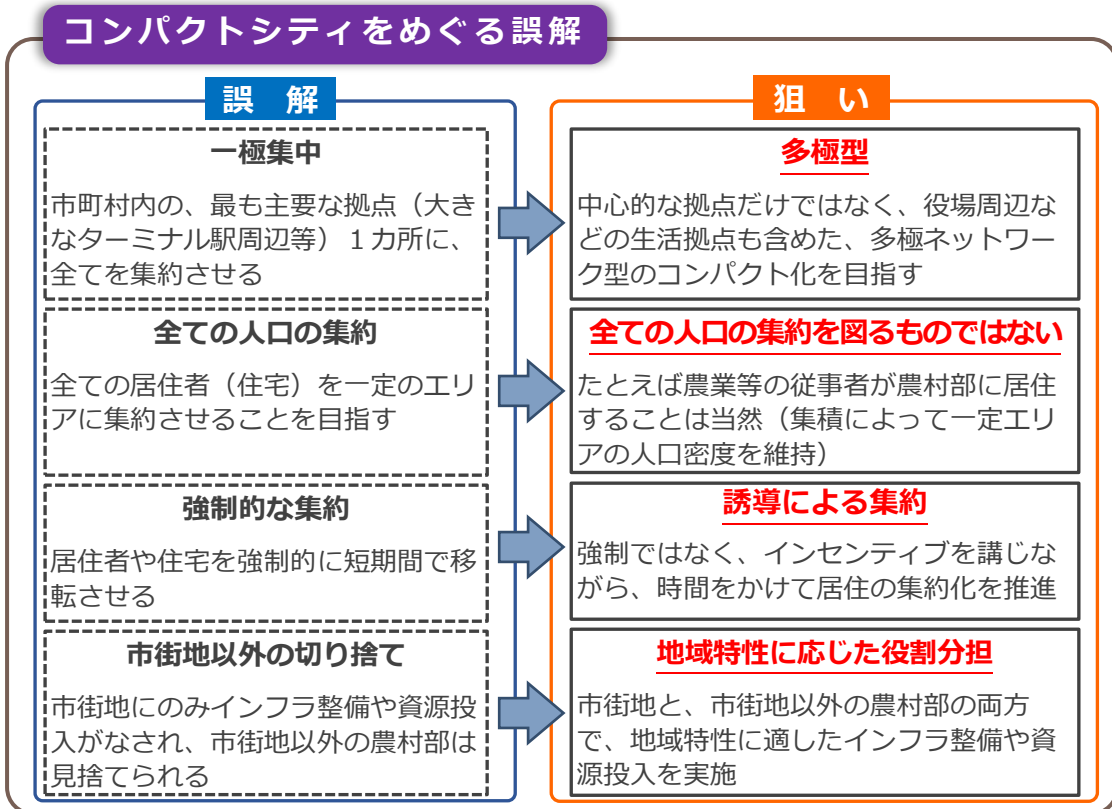 コンパクトシティをめぐる誤解
誤 解
狙 い
一極集中
市町村内の、最も主要な拠点（大き
なターミナル駅周辺等）１カ所に、
全てを集約させる
多極型
中心的な拠点だけではなく、役場周辺な
どの生活拠点も含めた、多極ネットワー
ク型のコンパクト化を目指す
全ての人口の集約
全ての居住者（住宅）を一定のエリ
アに集約させることを目指す
全ての人口の集約を図るものではない
たとえば農業等の従事者が農村部に居住
することは当然（集積によって一定エリ
アの人口密度を維持）
強制的な集約
居住者や住宅を強制的に短期間で移
転させる
誘導による集約
強制ではなく、インセンティブを講じな
がら、時間をかけて居住の集約化を推進
市街地以外の切り捨て
市街地にのみインフラ整備や資源投
入がなされ、市街地以外の農村部は
見捨てられる
地域特性に応じた役割分担
市街地と、市街地以外の農村部の両方
で、地域特性に適したインフラ整備や資
源投入を実施